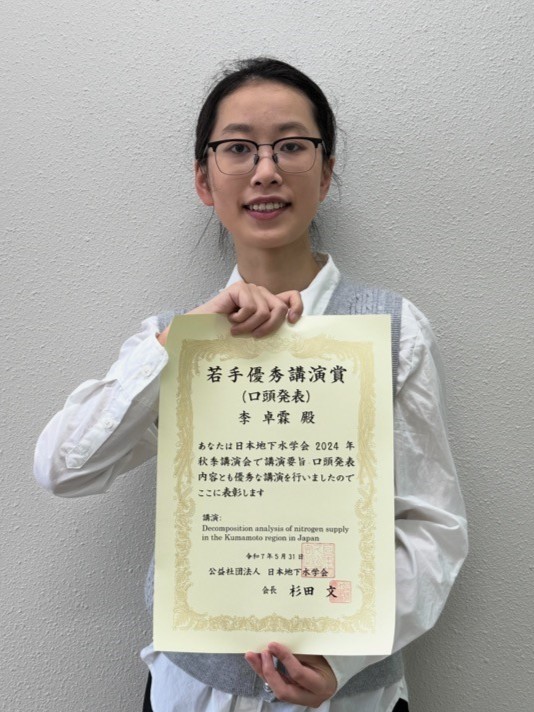 若手優秀講演賞
(口頭発表)
李 卓霖 殿
あなたは日本地下水学会 2024 年
秋季講演会で講演要旨・口頭発表
内容とも優秀な講演を行いましたので
ここに表彰します
講演:
Decomposition analysis of nitrogen supply
in the Kumamoto region in Japan
令和7年5月31日
公益社団法人 日本地下水学会
会長 杉田 文